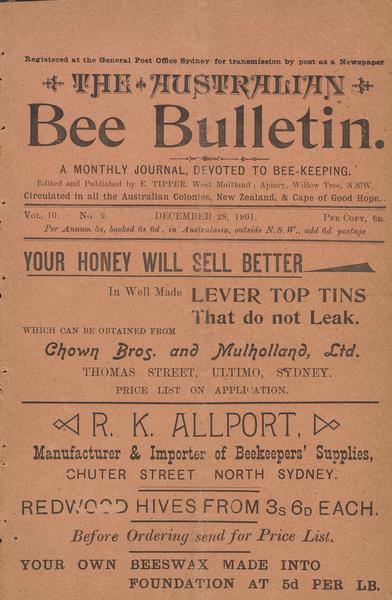 Registered at the General Post Office Sydney for transmission by post as a Newspaper
THE AUSTRALIAN
Bee Bulletin.
A MONTHLY JOURNAL, DEVOTED TO BEE-KEEPING.
Edited and Published by E. TIPPER, West Maitland; Apiary, Willow Tree, N.S.W.
Circulated in all the Australian Colonies, New Zealand, & Cape of Good Hope.
VOL. 10. No 9. DECEMBER 28, 1901. PER COPY, 6D.
Per Annum 5s, booked 6s 6d, in Australasia, outside N.S.W., add 6d postage
YOUR HONEY WILL SELL BETTER
In Well Made LEVER TOP TINS
That do not Leak.
WHICH CAN BE OBTAINED FROM
Chown Bros. and Mulholland, Ltd.
THOMAS STREET, ULTIMO, SYDNEY.
PRICE LIST ON APPLICATION.
R. K. ALLPORT,
Manufacturer & Importer of Beekeepers' Supplies,
CHUTER STREET NORTH SYDNEY.
REDWOOD HIVES FROM 3S 6D EACH.
Before Ordering send for Price List.
YOUR OWN BEESWAX MADE INTO
FOUNDATION AT 5d PER LB.